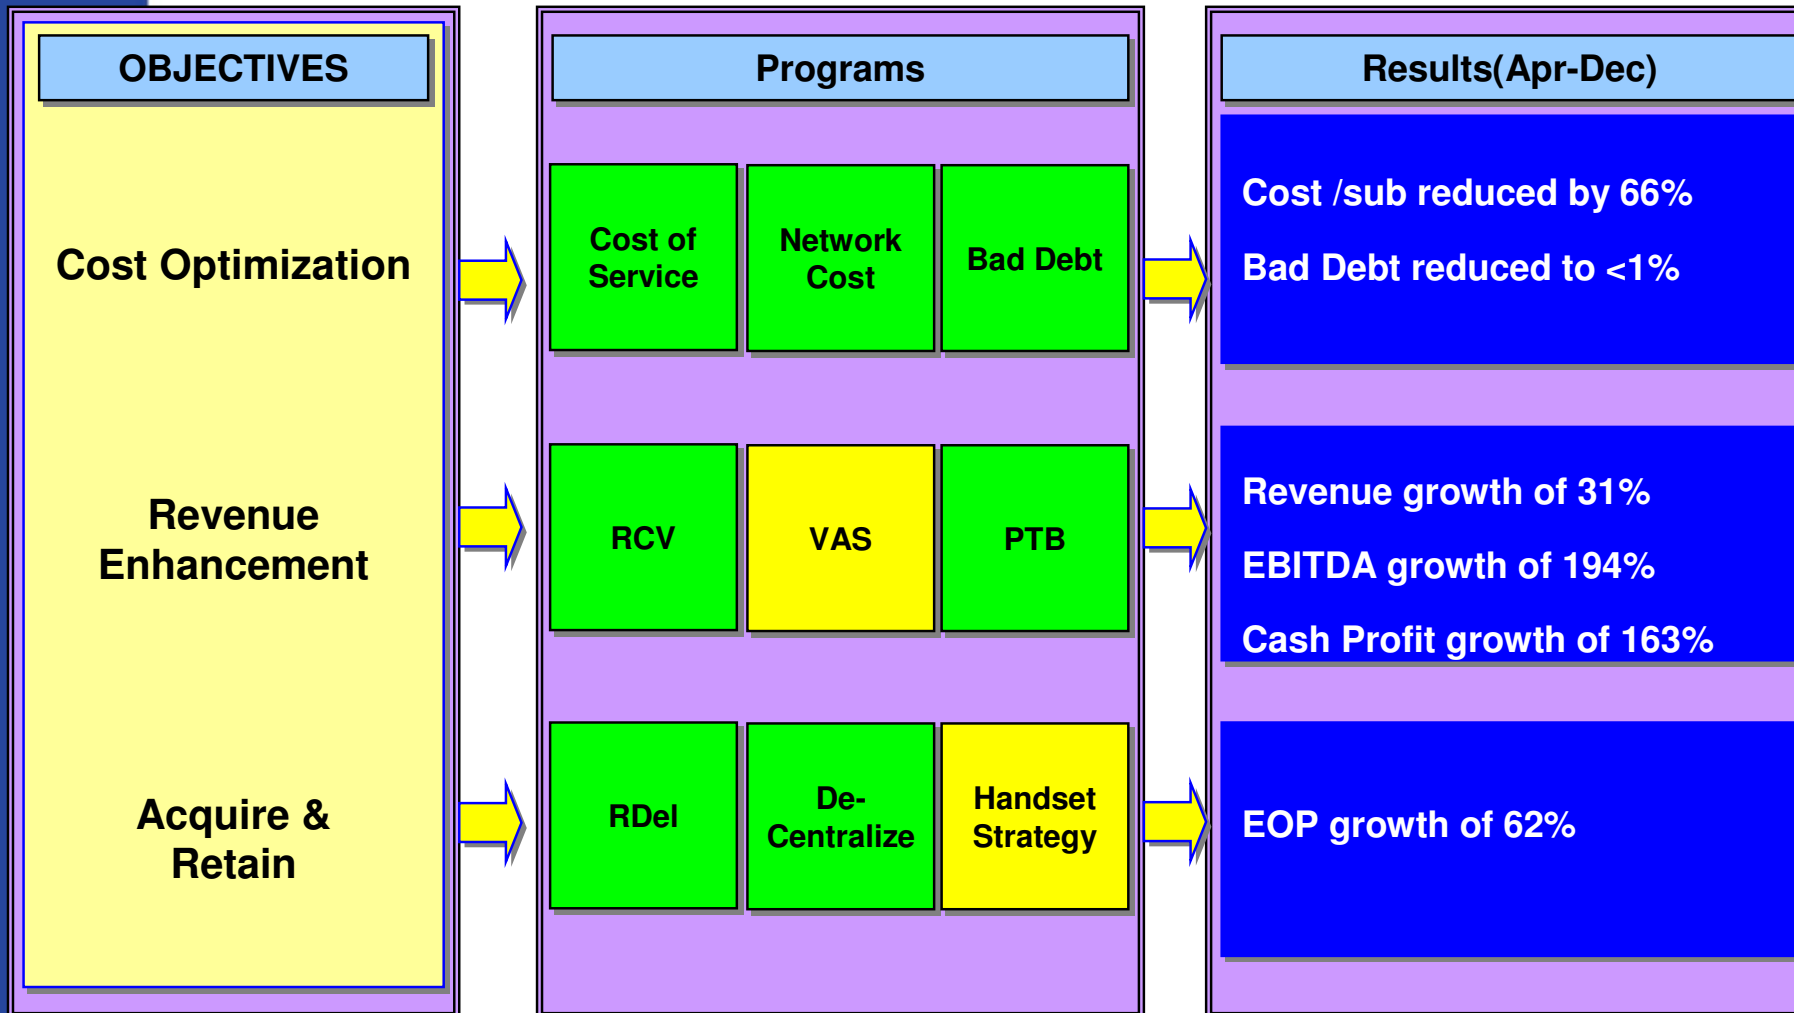 OBJECTIVES
Programs
Results(Apr-Dec)
Cost Optimization
Cost of
Service
Network
Cost
Bad Debt
Cost /sub reduced by 66%
Bad Debt reduced to <1%
Revenue
Enhancement
RCV
VAS
PTB
Revenue growth of 31%
EBITDA growth of 194%
Cash Profit growth of 163%
Acquire &
Retain
RDel
De-
Centralize
Handset
Strategy
EOP growth of 62%